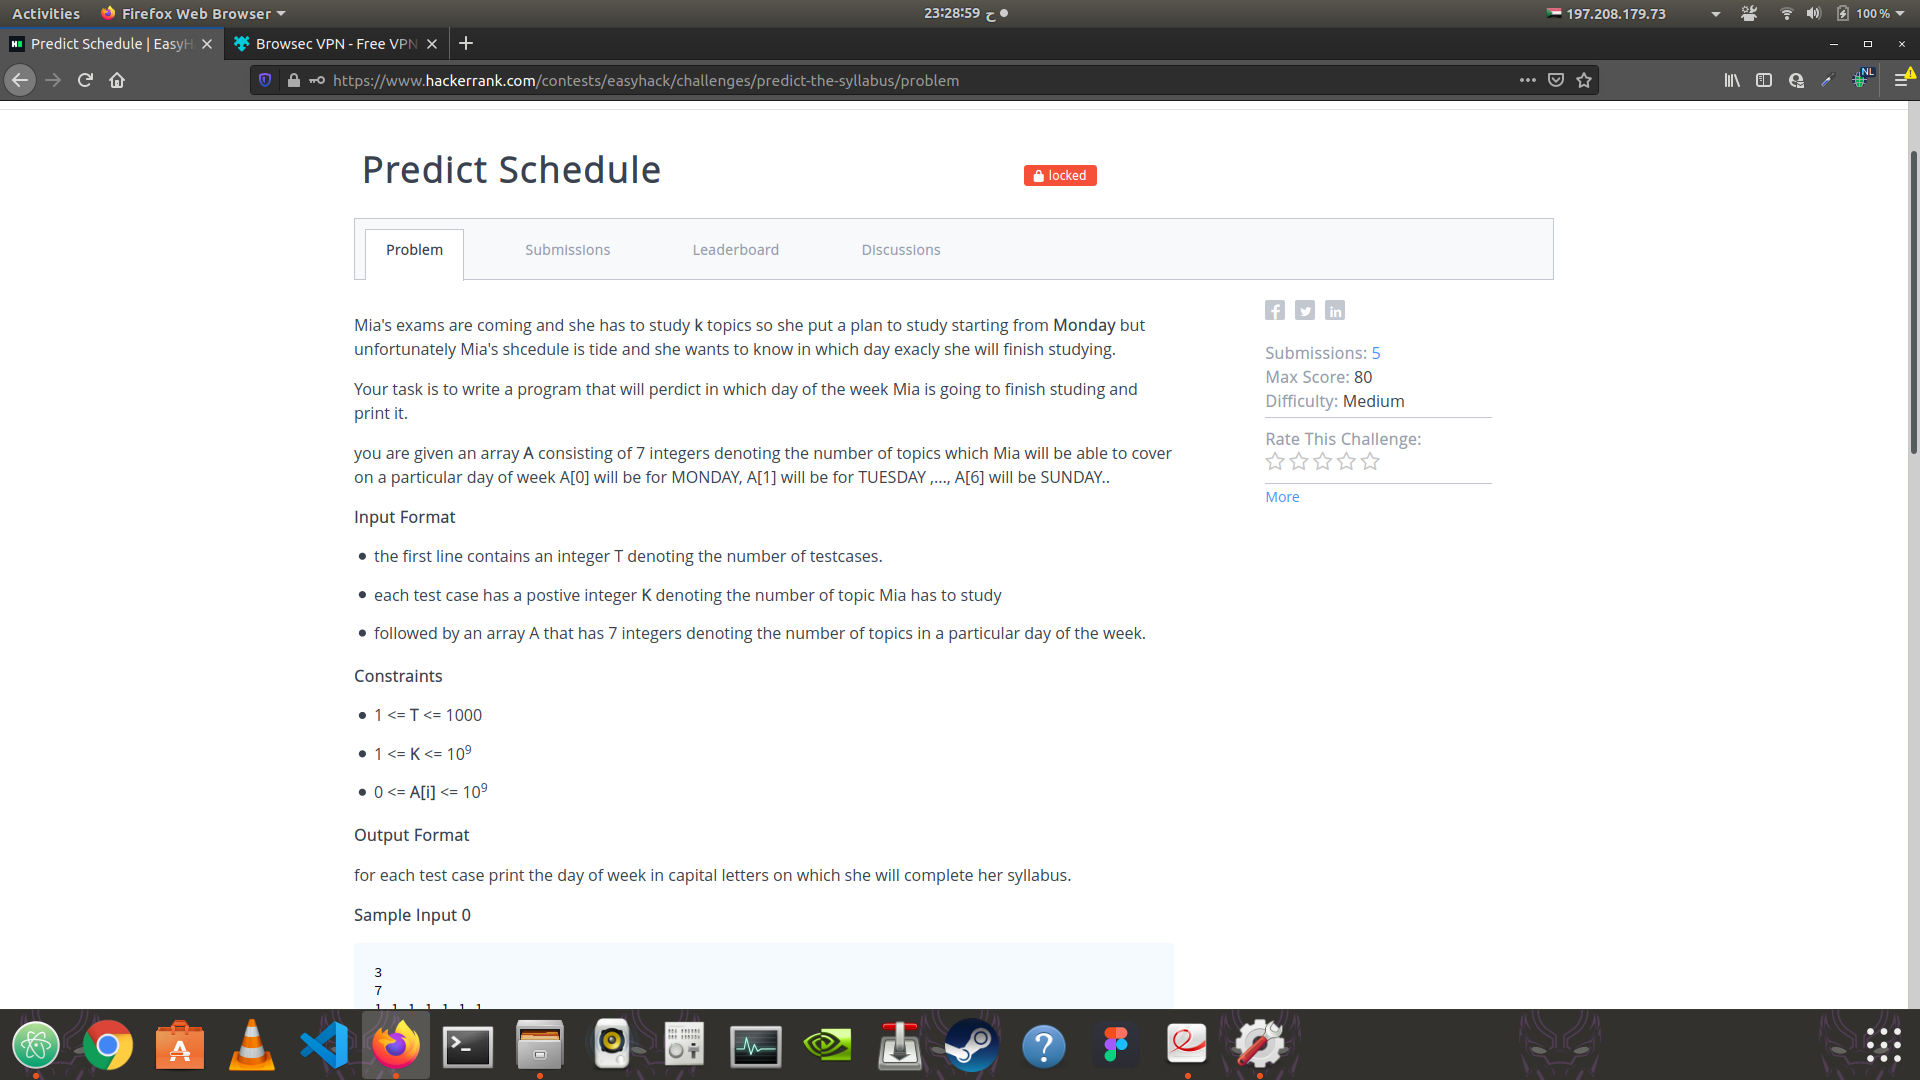 Activities
Firefox Web Browser
23:28:59 ح
197.208.179.73
100 %
Predict Schedule | EasyH
Browsec VPN - Free VPN
https://www.hackerrank.com/contests/easyhack/challenges/predict-the-syllabus/problem
NL
Predict Schedule
locked
Problem
Submissions
Leaderboard
Discussions
Mia's exams are coming and she has to study k topics so she put a plan to study starting from Monday but
unfortunately Mia's shcedule is tide and she wants to know in which day exacly she will finish studying.
Your task is to write a program that will perdict in which day of the week Mia is going to finish studing and
print it.
you are given an array A consisting of 7 integers denoting the number of topics which Mia will be able to cover
on a particular day of week A[0] will be for MONDAY, A[1] will be for TUESDAY ,..., A[6] will be SUNDAY..
Input Format
the first line contains an integer T denoting the number of testcases.
each test case has a postive integer K denoting the number of topic Mia has to study
followed by an array A that has 7 integers denoting the number of topics in a particular day of the week.
Constraints
1 <= T <= 1000
1 <= K <= 10⁹
0 <= A[i] <= 10⁹
Output Format
for each test case print the day of week in capital letters on which she will complete her syllabus.
Sample Input 0
3
7
1 1 1 1 1 1 1
Submissions: 5
Max Score: 80
Difficulty: Medium
Rate This Challenge:
More